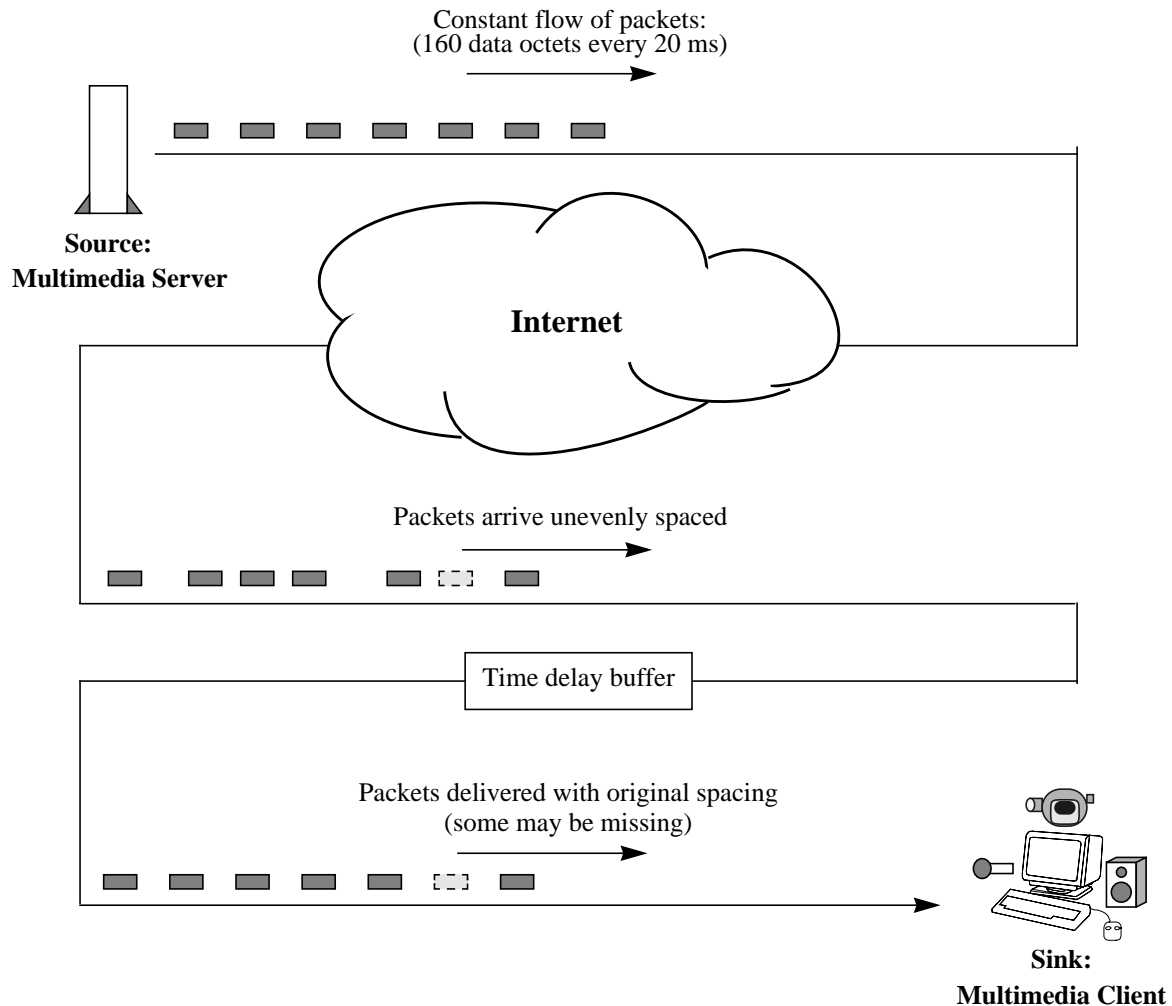 Constant flow of packets:
(160 data octets every 20 ms)
Source:
Multimedia Server
Internet
Packets arrive unevenly spaced
Time delay buffer
Packets delivered with original spacing
(some may be missing)
Sink:
Multimedia Client